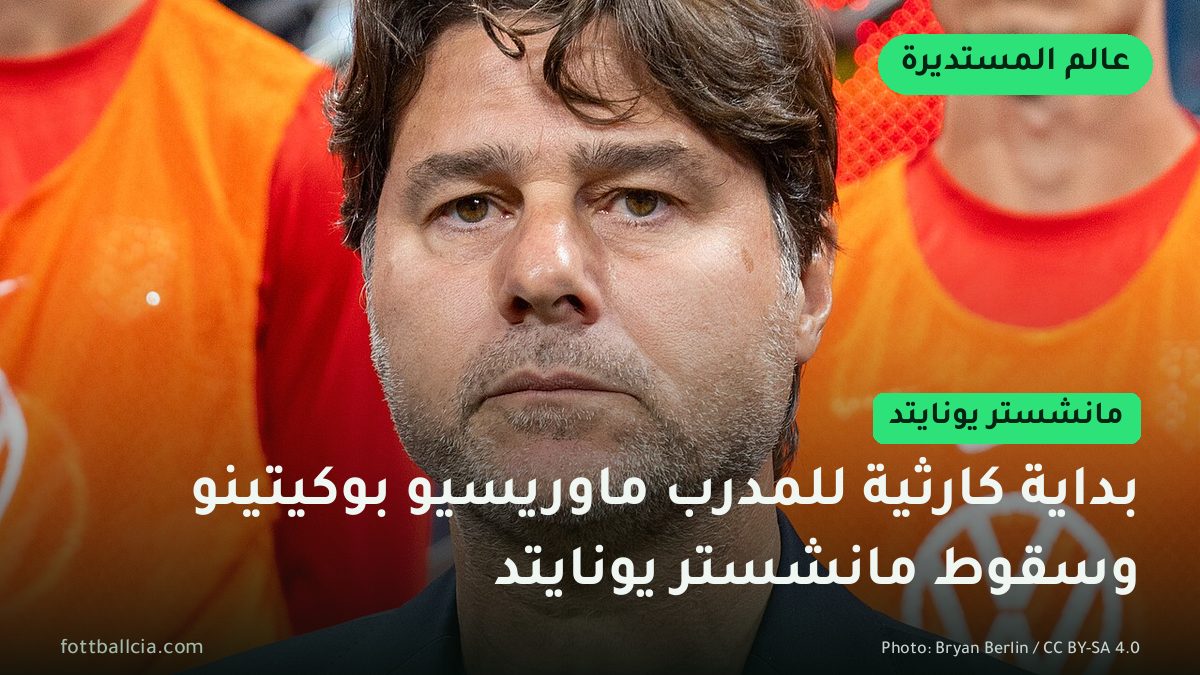 عالم المستديرة
مانشستر يونايتد
بداية كارثية للمدرب ماوريسيو بوكيتينو
وسقوط مانشستر يونايتد
fottballcia.com
Photo: Bryan Berlin / CC BY-SA 4.0